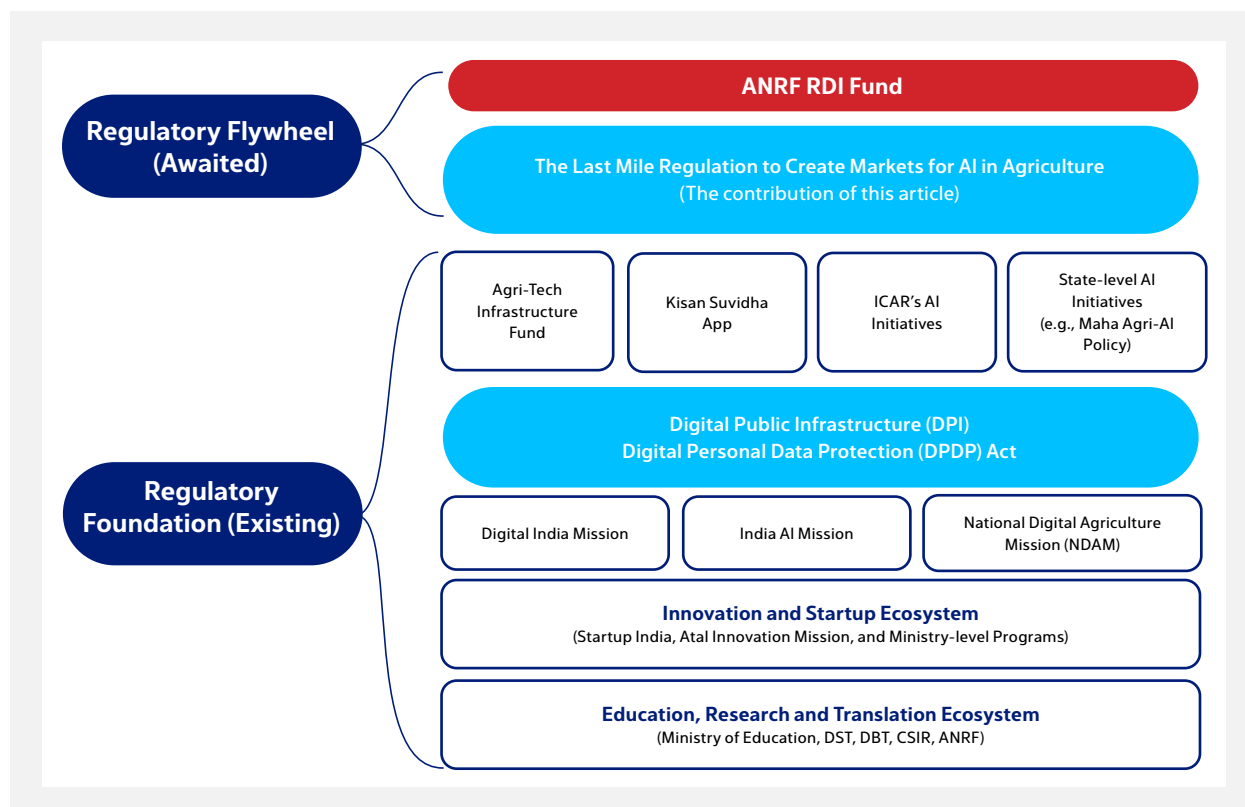 Regulatory Flywheel
(Awaited)
ANRF RDI Fund
The Last Mile Regulation to Create Markets for AI in Agriculture
(The contribution of this article)
Regulatory
Foundation (Existing)
Agri-Tech
Infrastructure
Fund
Kisan Suvidha
App
ICAR’s AI
Initiatives
State-level AI
Initiatives
(e.g., Maha Agri-AI
Policy)
Digital Public Infrastructure (DPI)
Digital Personal Data Protection (DPDP) Act
Digital India Mission
India AI Mission
National Digital Agriculture
Mission (NDAM)
Innovation and Startup Ecosystem
(Startup India, Atal Innovation Mission, and Ministry-level Programs)
Education, Research and Translation Ecosystem
(Ministry of Education, DST, DBT, CSIR, ANRF)